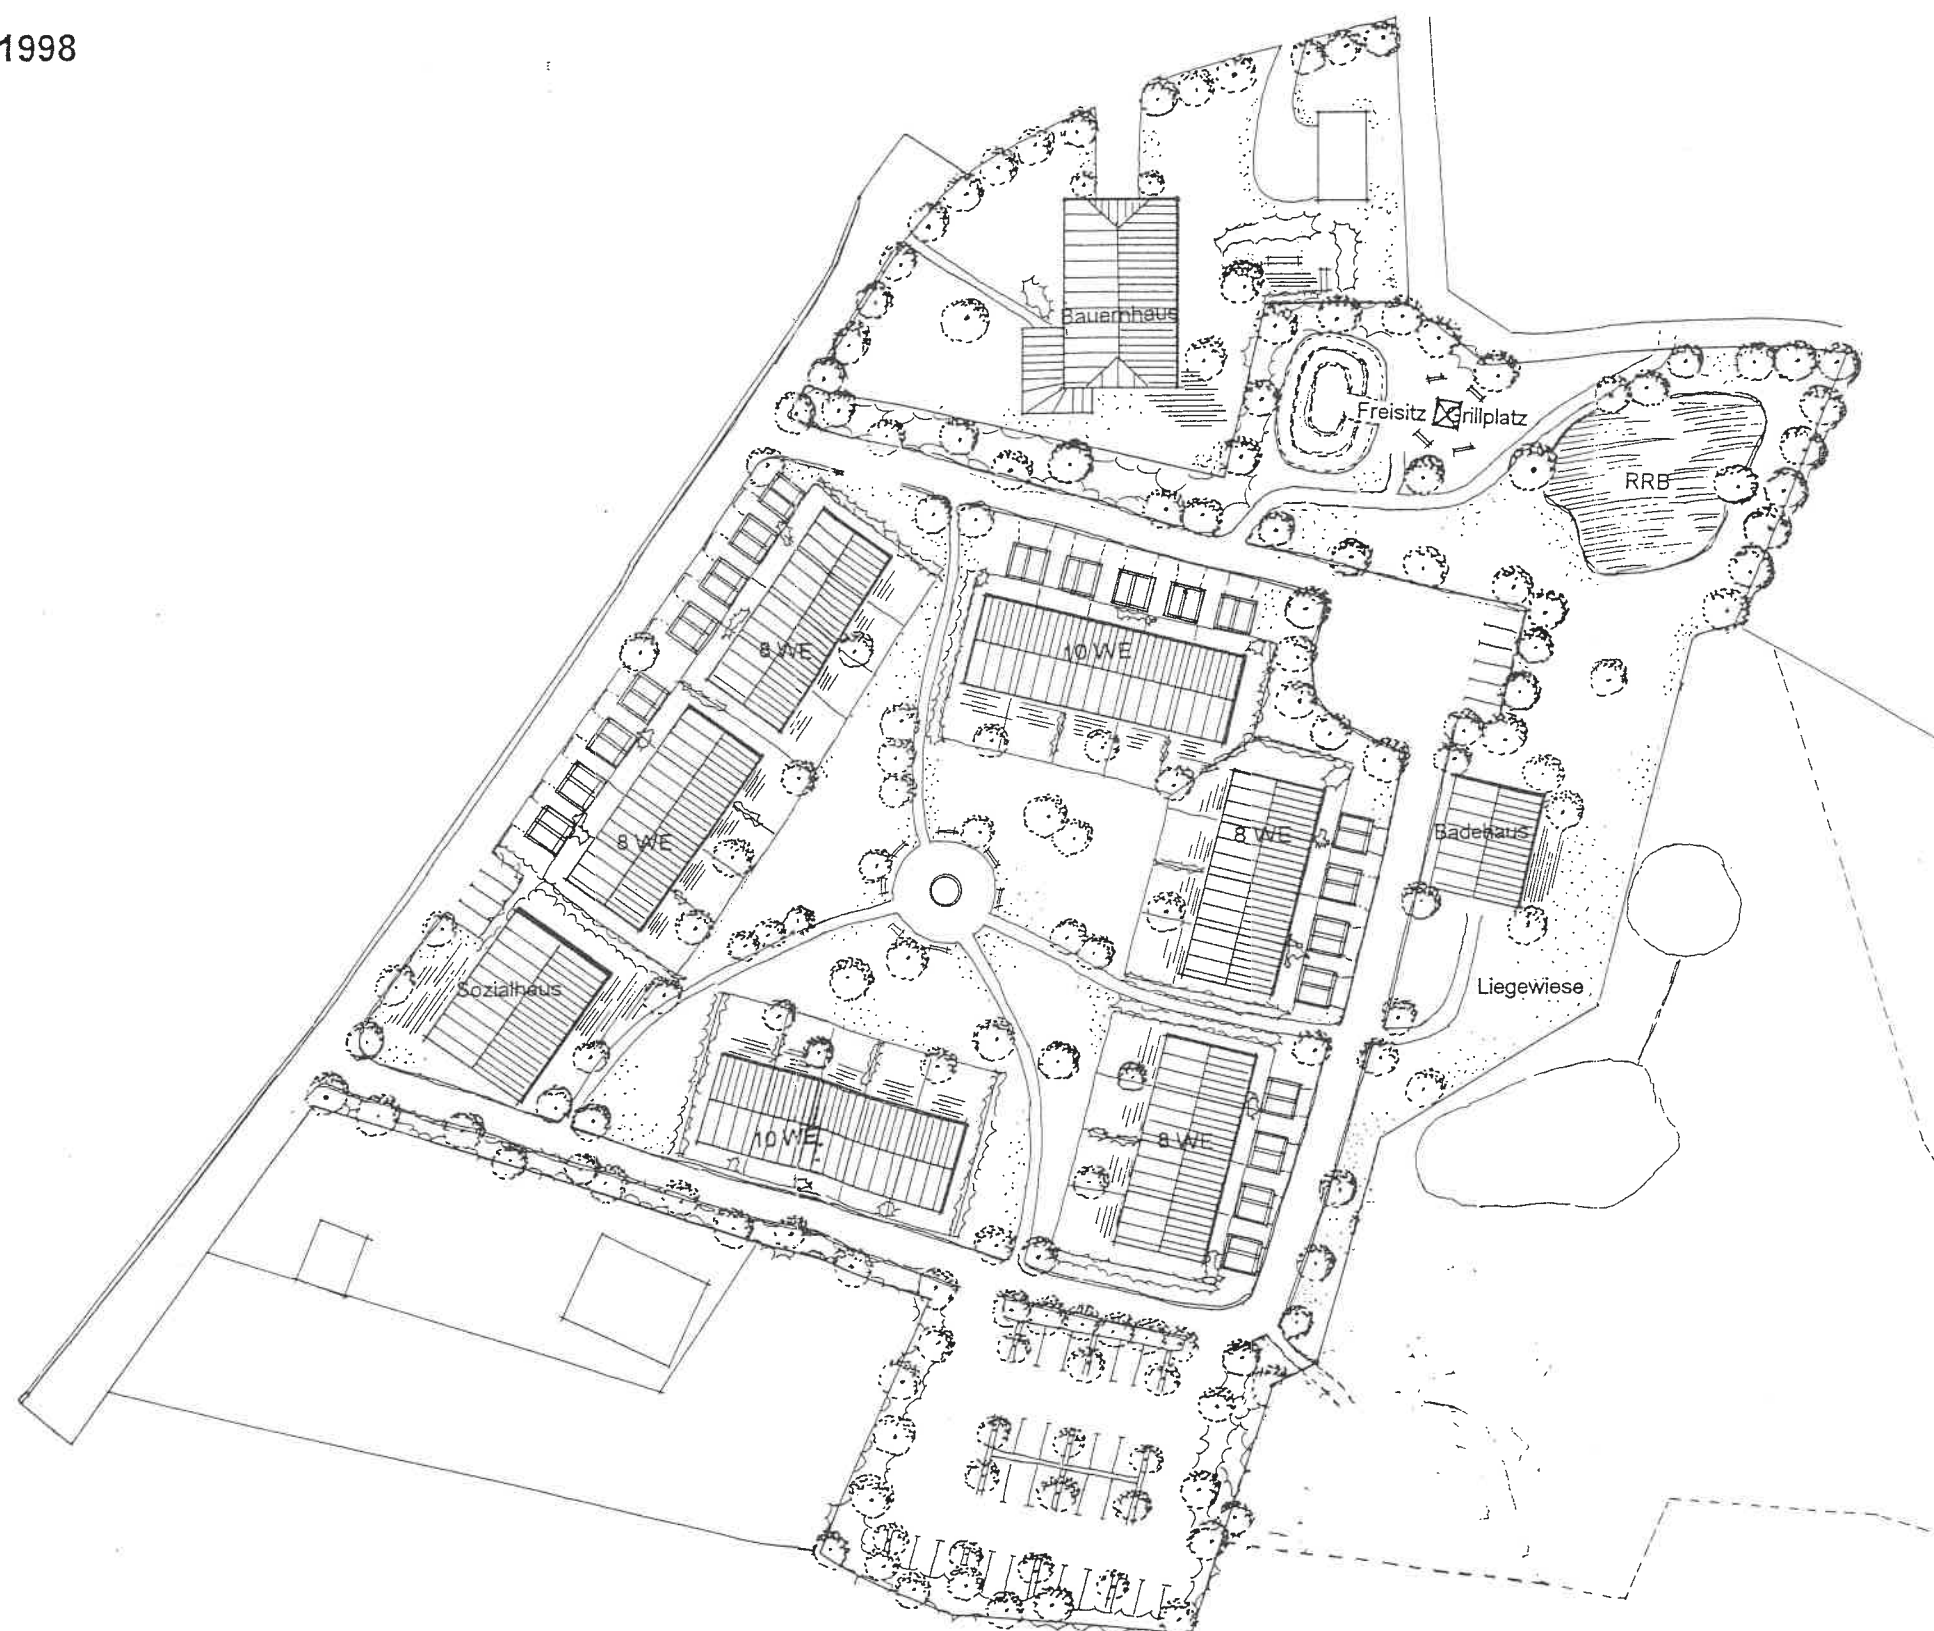 1998
Bauernhaus
Freisitz
Grillplatz
RRB
8 WE
10 WE
8 WE
8 WE
Badehaus
Sozialhaus
Liegewiese
10 WE
8 WE